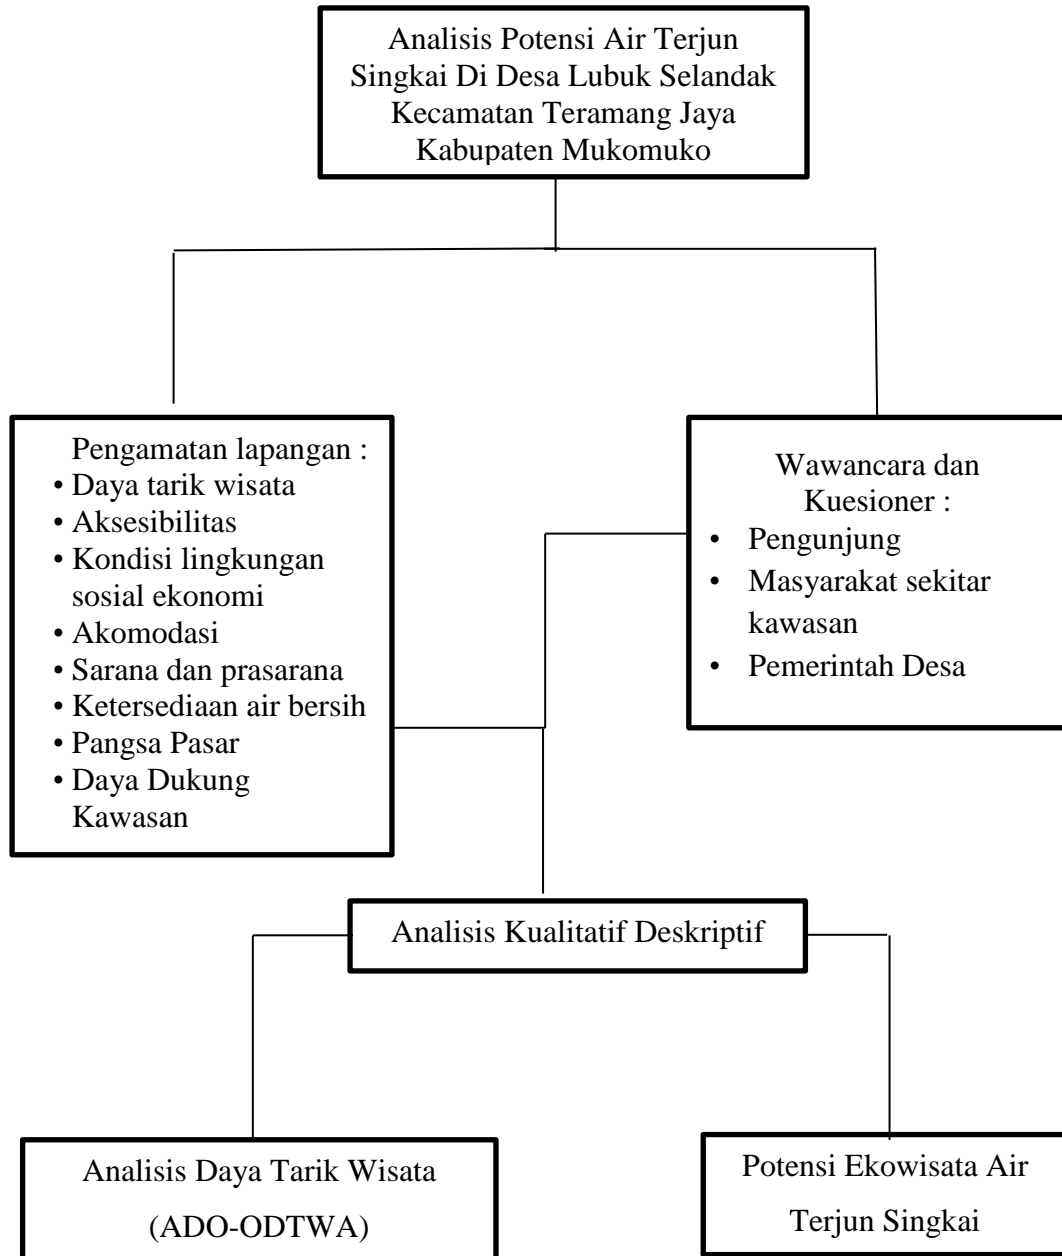 Analisis Potensi Air Terjun
Singkai Di Desa Lubuk Selandak
Kecamatan Teramang Jaya
Kabupaten Mukomuko
Pengamatan lapangan :
• Daya tarik wisata
• Aksesibilitas
• Kondisi lingkungan
sosial ekonomi
• Akomodasi
• Sarana dan prasarana
• Ketersediaan air bersih
• Pangsa Pasar
• Daya Dukung
Kawasan
Wawancara dan
Kuesioner :
• Pengunjung
• Masyarakat sekitar
kawasan
• Pemerintah Desa
Analisis Kualitatif Deskriptif
Analisis Daya Tarik Wisata
(ADO-ODTWA)
Potensi Ekowisata Air
Terjun Singkai